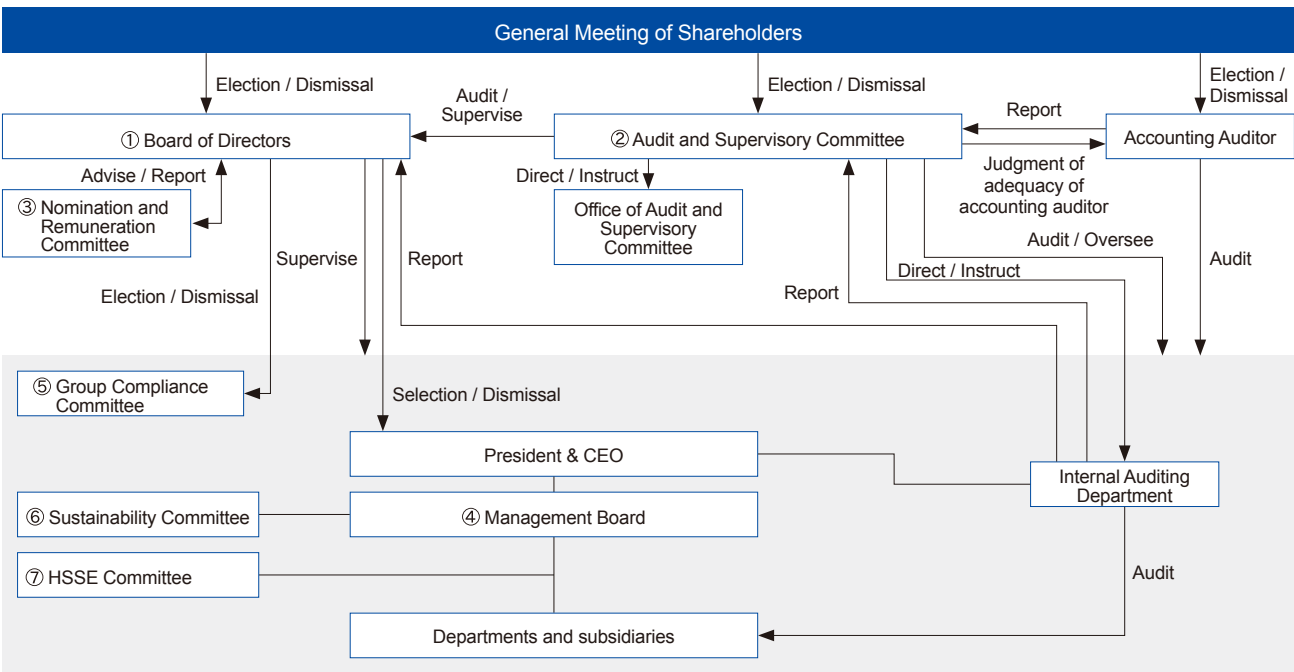 General Meeting of Shareholders
Election / Dismissal
Election / Dismissal
Election /
Dismissal
Audit /
Supervise
Report
① Board of Directors
② Audit and Supervisory Committee
Accounting Auditor
Advise / Report
Direct / Instruct
Judgment of
adequacy of
accounting auditor
③ Nomination and
Remuneration
Committee
Office of Audit and
Supervisory
Committee
Audit / Oversee
Supervise
Report
Direct / Instruct
Audit
Election / Dismissal
Report
⑤ Group Compliance
Committee
Selection / Dismissal
President & CEO
Internal Auditing
Department
⑥ Sustainability Committee
④ Management Board
⑦ HSSE Committee
Audit
Departments and subsidiaries